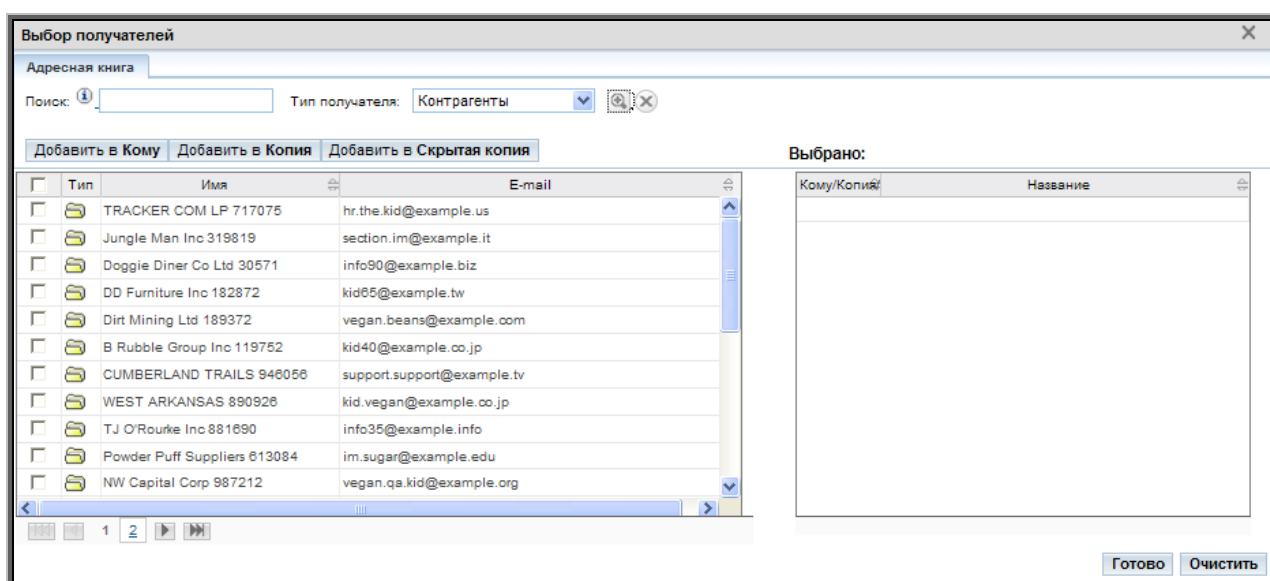 Выбор получателей
Адресная книга
Поиск: Тип получателя: Контрагенты
Добавить в Кому Добавить в Копия Добавить в Скрытая копия Выбрано:
Тип Имя E-mail Кому/Копия/ Название
TRACKER COM LP 717075 hr.the.kid@example.us
Jungle Man Inc 319819 section.im@example.it
Doggie Diner Co Ltd 30571 info90@example.biz
DD Furniture Inc 182872 kid65@example.tw
Dirt Mining Ltd 189372 vegan.beans@example.com
B Rubble Group Inc 119752 kid40@example.co.jp
CUMBERLAND TRAILS 946056 support.support@example.tv
WEST ARKANSAS 890926 kid.vegan@example.co.jp
TJ O'Rourke Inc 881690 info35@example.info
Powder Puff Suppliers 613084 im.sugar@example.edu
NW Capital Corp 987212 vegan.qa.kid@example.org
1 2
Готово Очистить